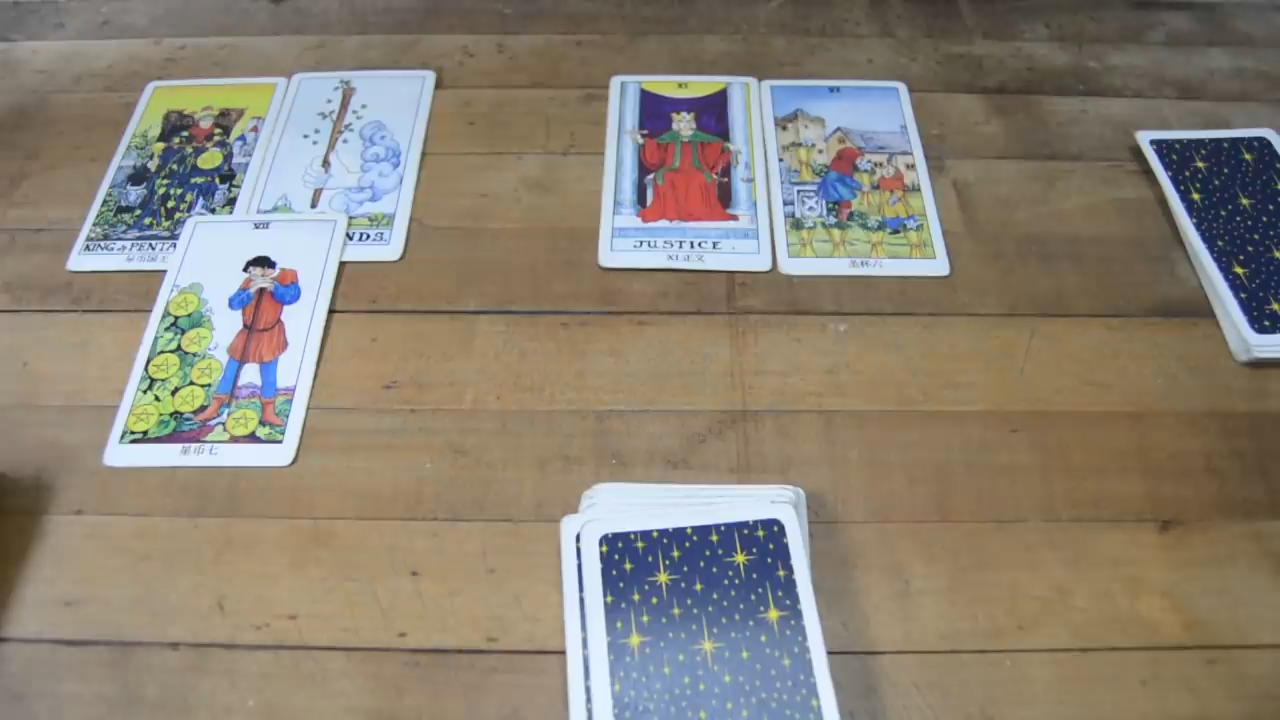 KING of PENTA
星币国王
NDS.
VII
星币七
XI
JUSTICE.
XI.正义
VI
圣杯六